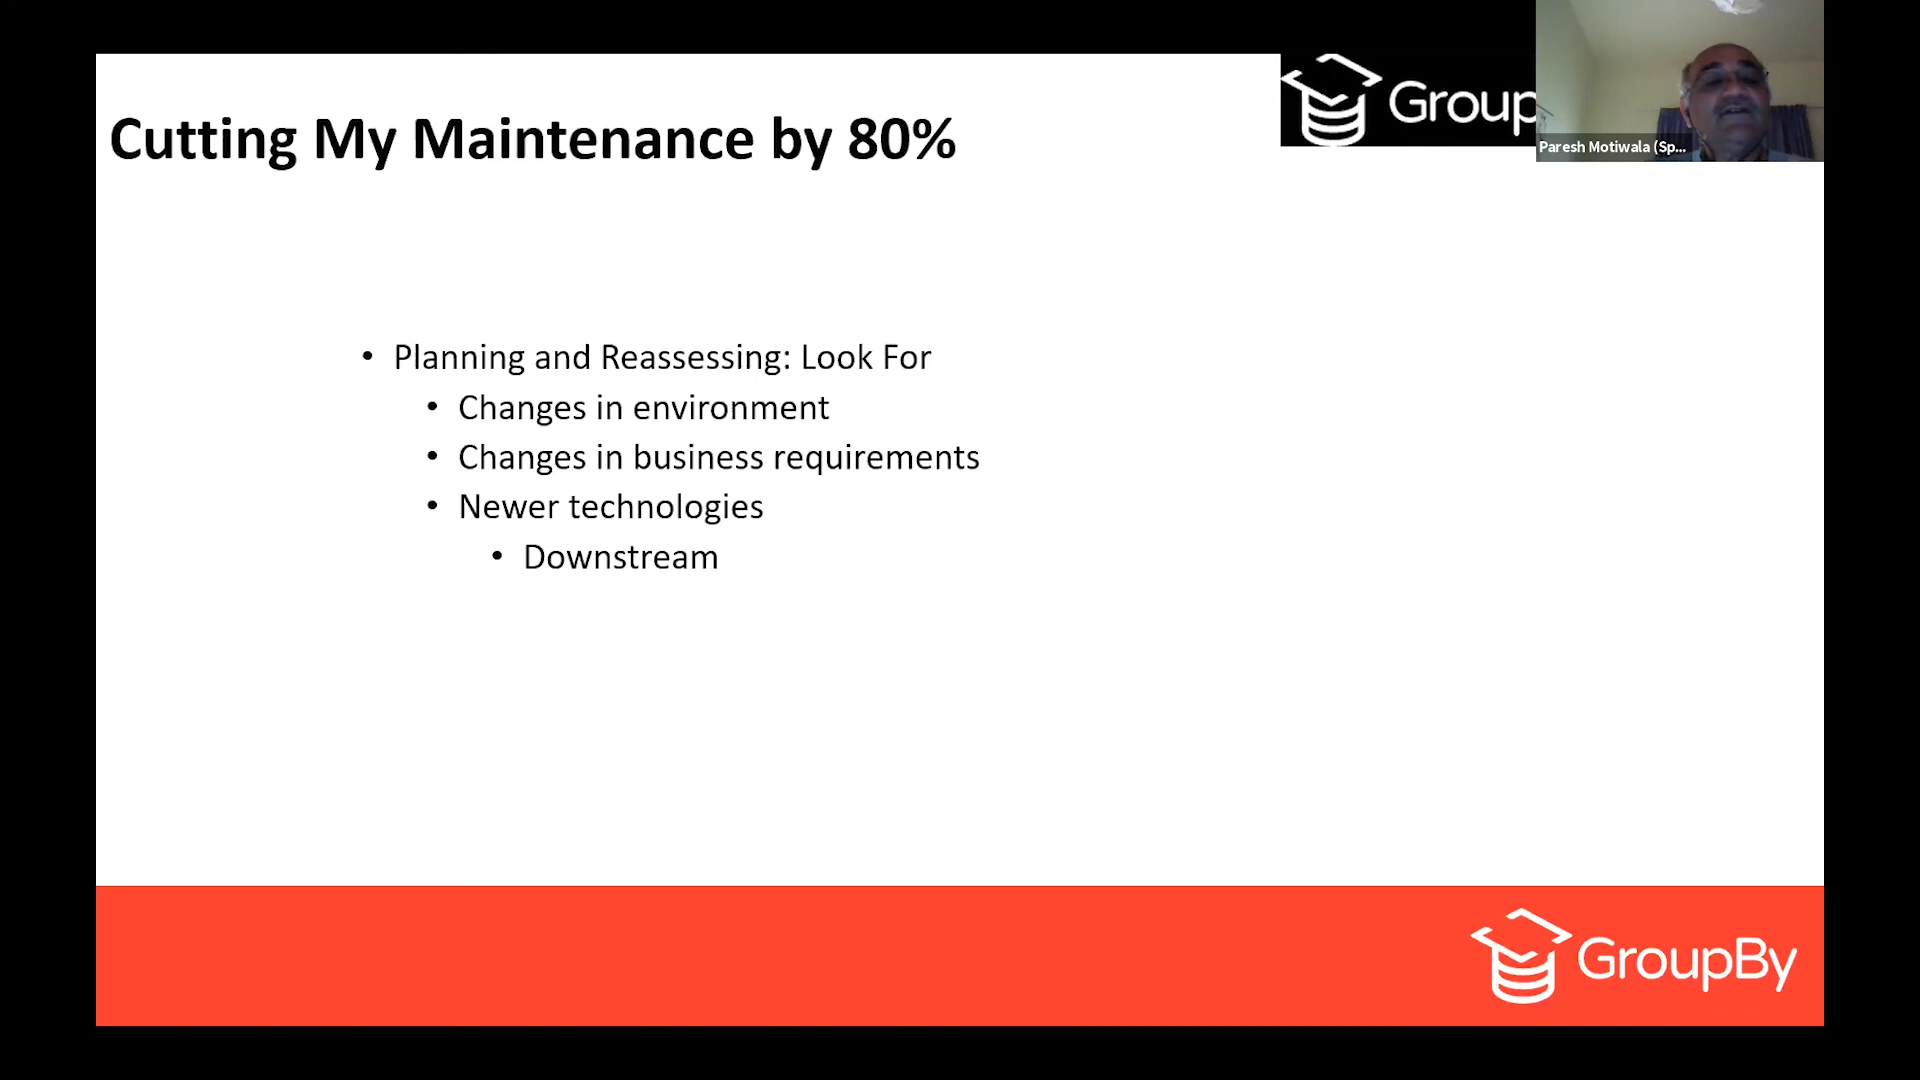 Cutting My Maintenance by 80%
Group
Paresh Motiwala (Sp...
• Planning and Reassessing: Look For
• Changes in environment
• Changes in business requirements
• Newer technologies
• Downstream
GroupBy